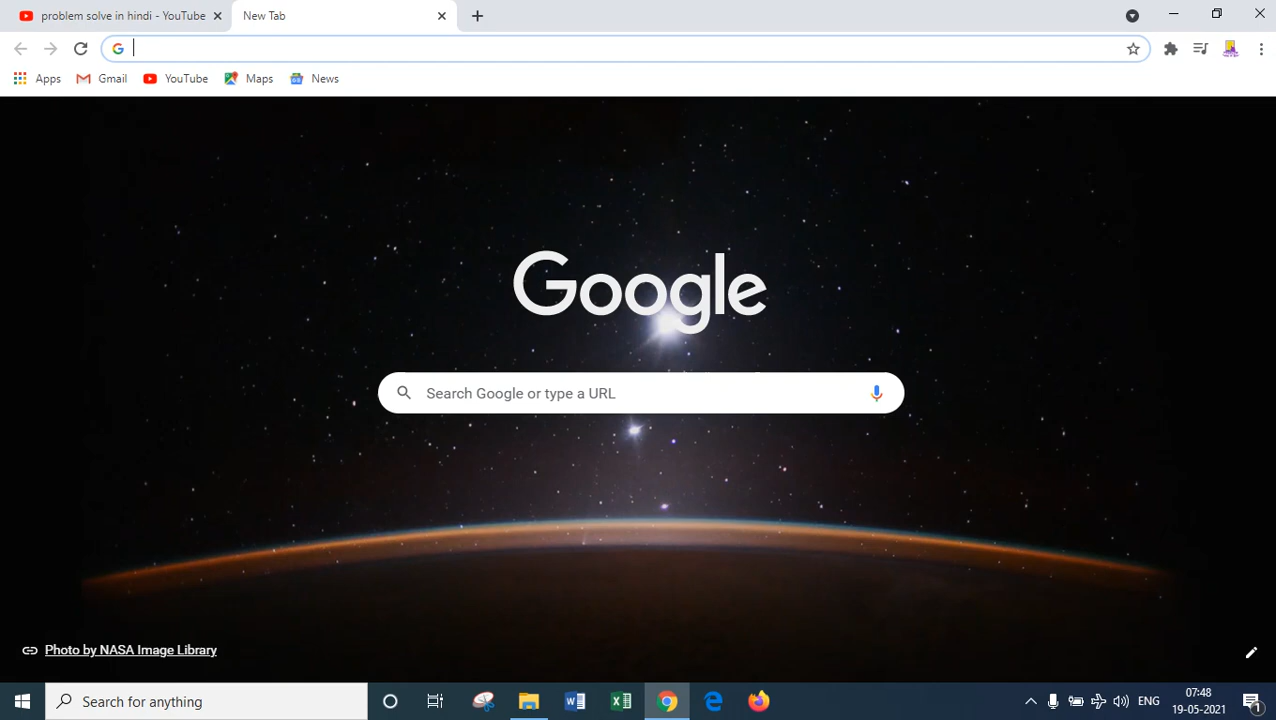 problem solve in hindi - YouTube
New Tab
Apps
Gmail
YouTube
Maps
News
Google
Search Google or type a URL
Photo by NASA Image Library
Search for anything
ENG
07:48
19-05-2021
1